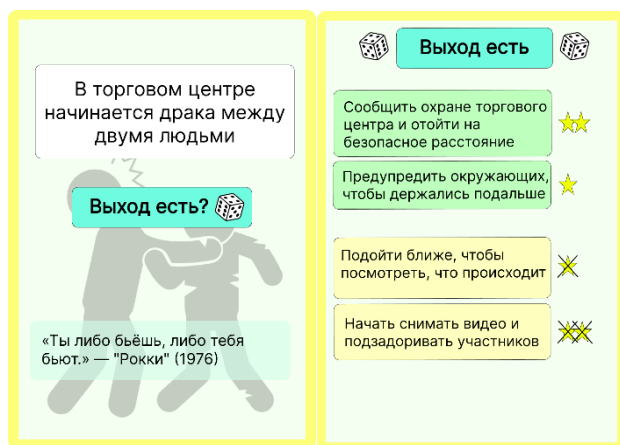 В торговом центре
начинается драка между
двумя людьми
Выход есть?
«Ты либо бьёшь, либо тебя
бьют.» — "Рокки" (1976)
Выход есть
Сообщить охране торгового
центра и отойти на
безопасное расстояние
Предупредить окружающих,
чтобы держались подальше
Подойти ближе, чтобы
посмотреть, что происходит
Начать снимать видео и
подзадоривать участников